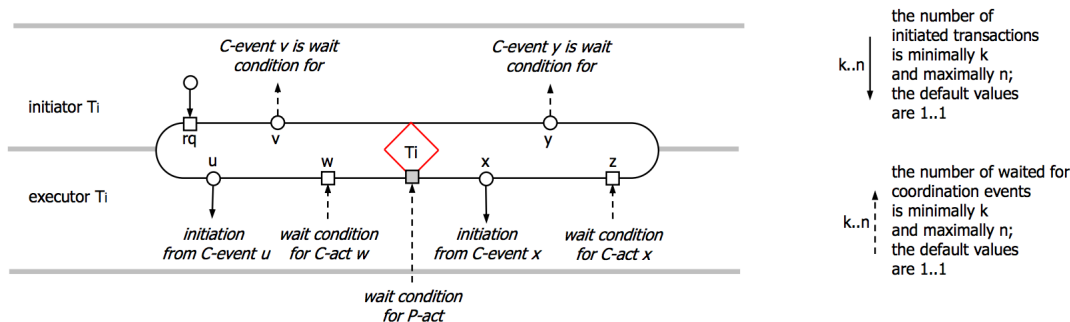 C-event v is wait
condition for
C-event y is wait
condition for
initiator Ti
rq
v
y
Ti
u
w
x
z
executor Ti
initiation
from C-event u
wait condition
for C-act w
initiation
from C-event x
wait condition
for C-act x
wait condition
for P-act
k..n
the number of
initiated transactions
is minimally k
and maximally n;
the default values
are 1..1
k..n
the number of waited for
coordination events
is minimally k
and maximally n;
the default values
are 1..1